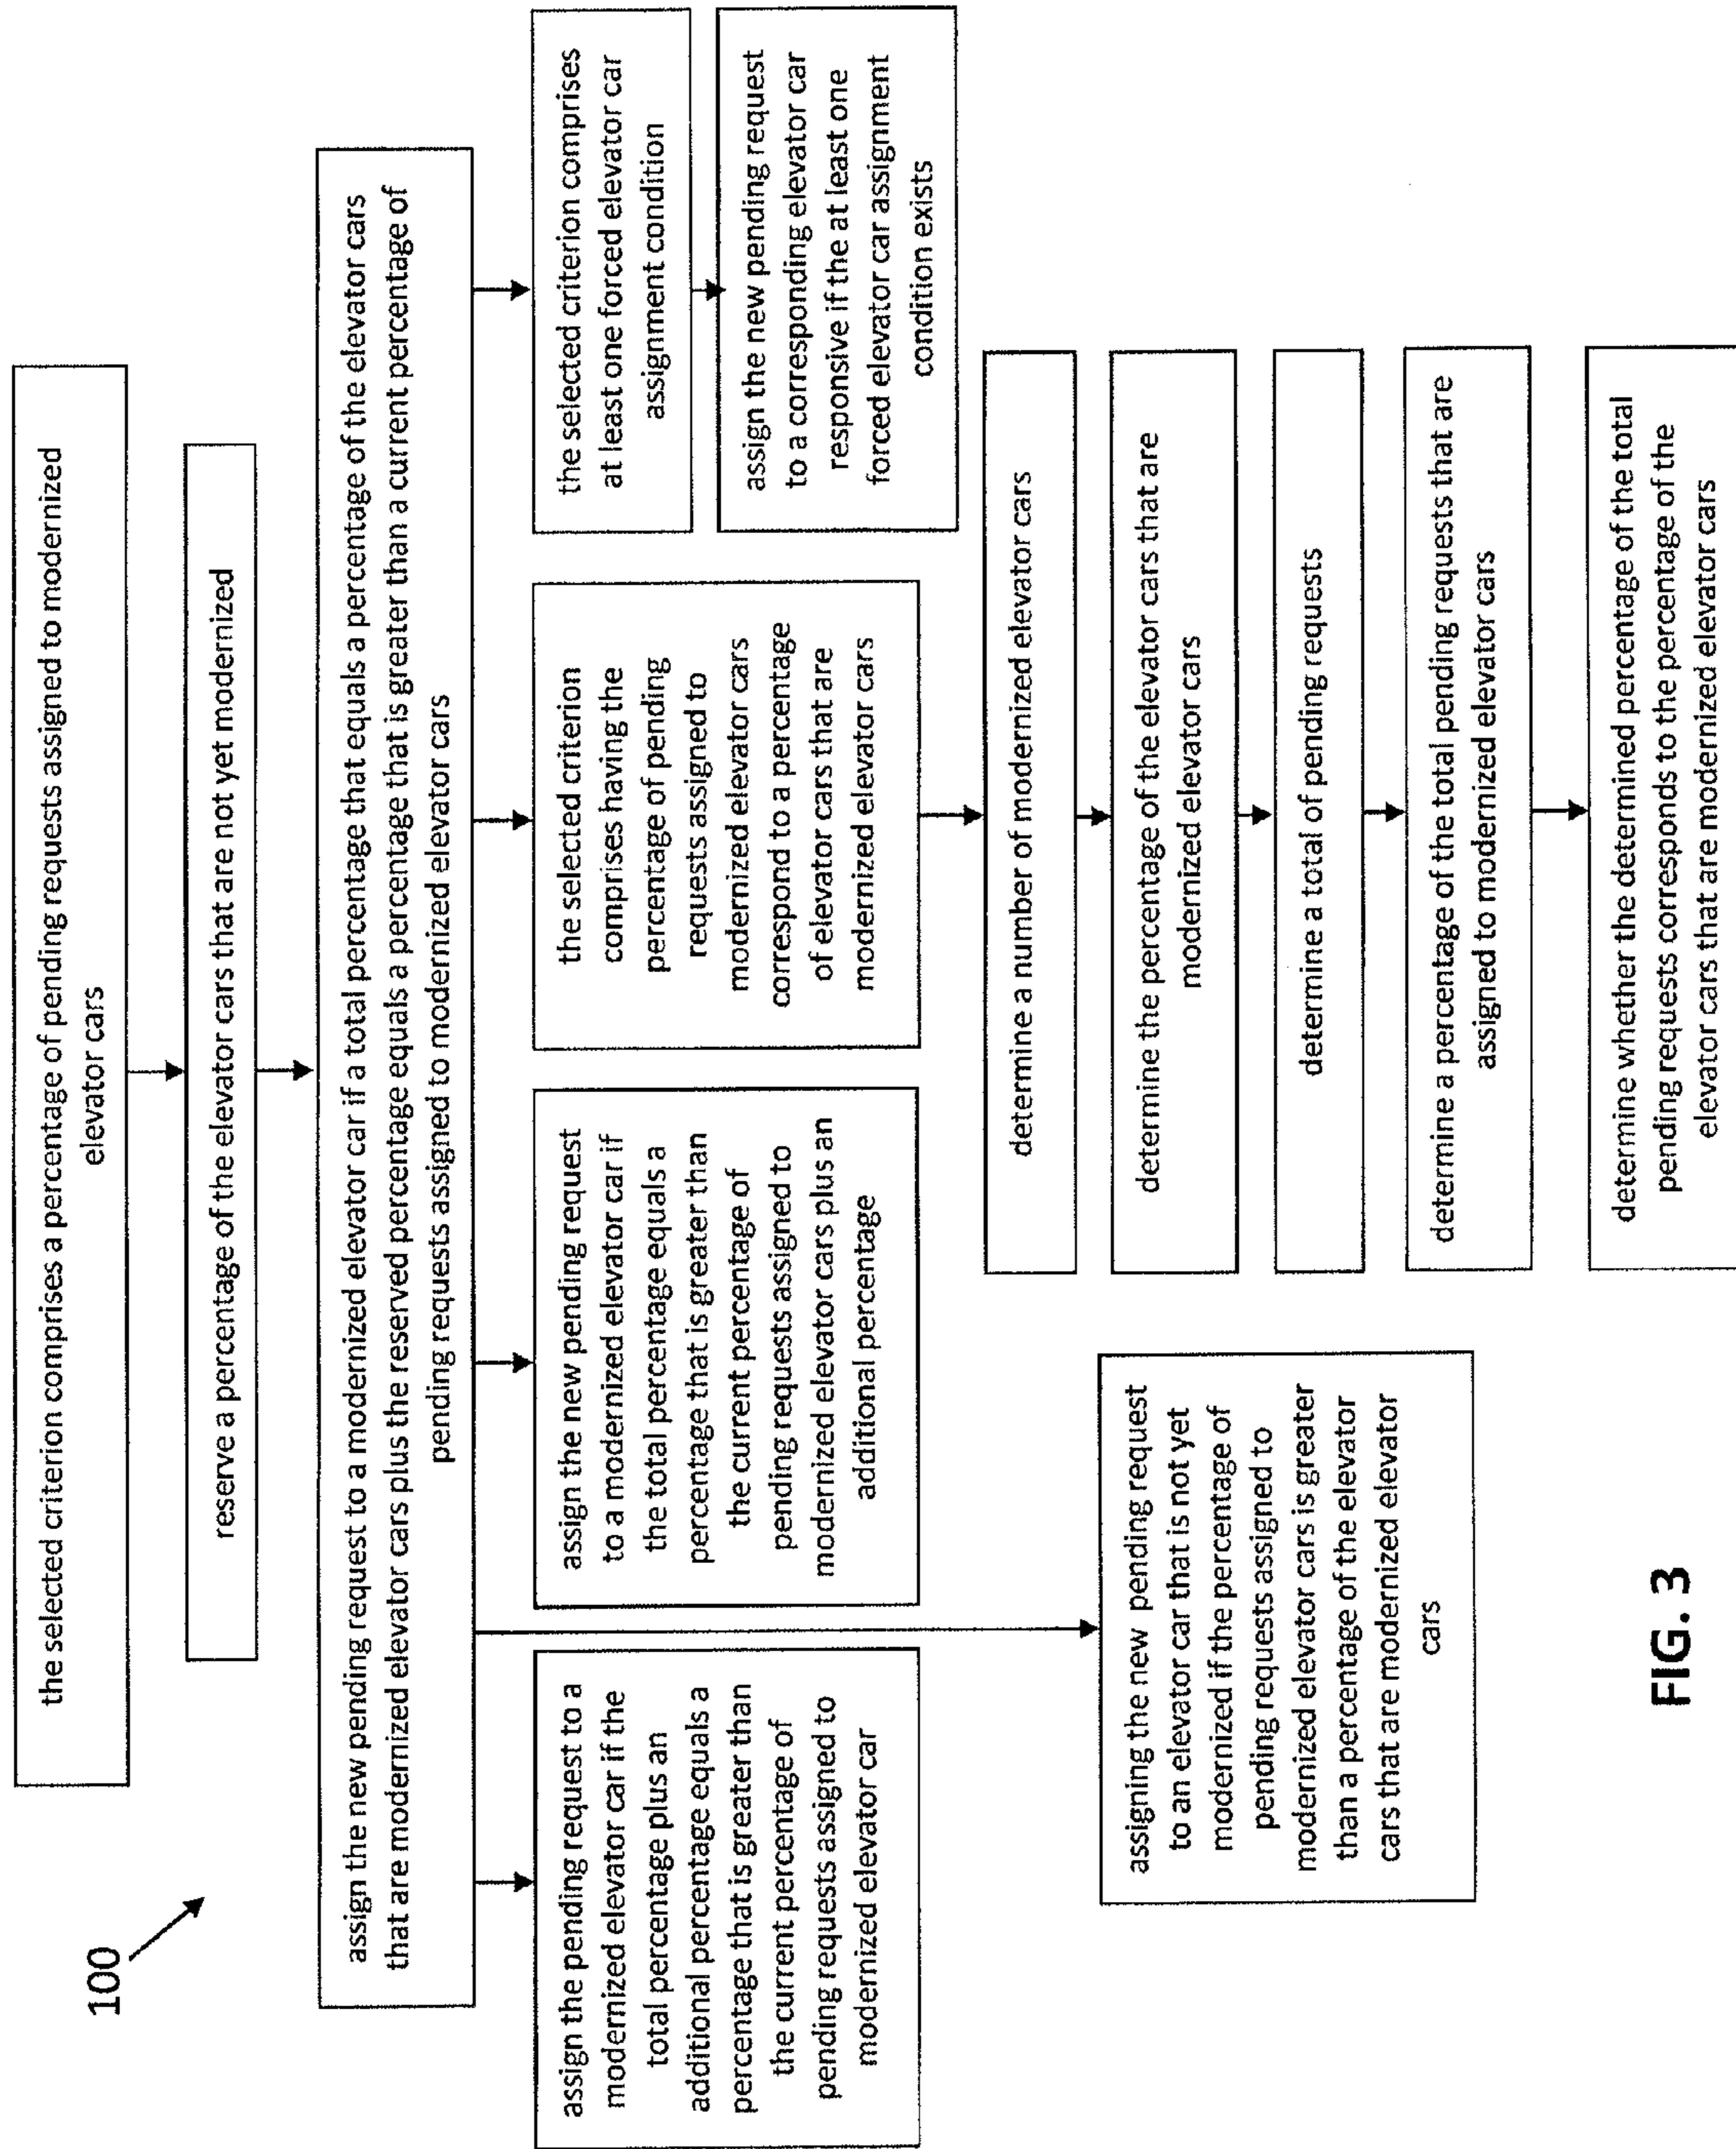 100
the selected criterion comprises a percentage of pending requests assigned to modernized
elevator cars
reserve a percentage of the elevator cars that are not yet modernized
assign the new pending request to a modernized elevator car if a total percentage that equals a percentage of the elevator cars
that are modernized elevator cars plus the reserved percentage equals a percentage that is greater than a current percentage of
pending requests assigned to modernized elevator cars
assign the pending request to a
modernized elevator car if the
total percentage plus an
additional percentage equals a
percentage that is greater than
the current percentage of
pending requests assigned to
modernized elevator car
assign the new pending request
to a modernized elevator car if
the total percentage equals a
percentage that is greater than
the current percentage of
pending requests assigned to
modernized elevator cars plus an
additional percentage
the selected criterion
comprises having the
percentage of pending
requests assigned to
modernized elevator cars
correspond to a percentage
of elevator cars that are
modernized elevator cars
the selected criterion comprises
at least one forced elevator car
assignment condition
assign the new pending request
to a corresponding elevator car
responsive if the at least one
forced elevator car assignment
condition exists
assigning the new pending request
to an elevator car that is not yet
modernized if the percentage of
pending requests assigned to
modernized elevator cars is greater
than a percentage of the elevator
cars that are modernized elevator
cars
determine a number of modernized elevator cars
determine the percentage of the elevator cars that are
modernized elevator cars
determine a total of pending requests
determine a percentage of the total pending requests that are
assigned to modernized elevator cars
determine whether the determined percentage of the total
pending requests corresponds to the percentage of the
elevator cars that are modernized elevator cars
FIG. 3